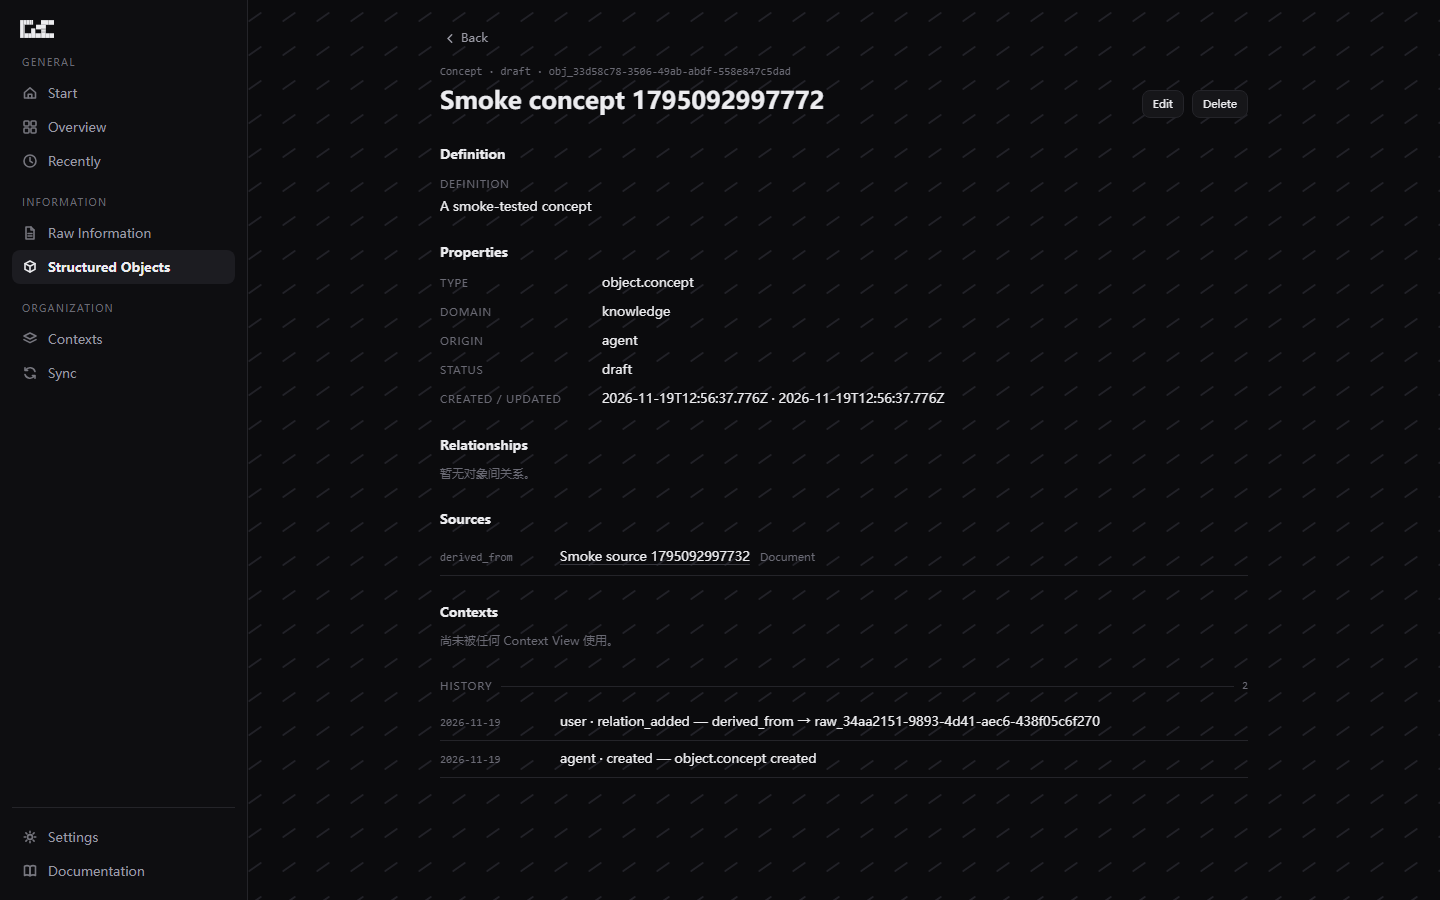 GENERAL
Start
Overview
Recently
INFORMATION
Raw Information
Structured Objects
ORGANIZATION
Contexts
Sync
Settings
Documentation
Back
Concept · draft · obj_33d58c78-3506-49ab-abdf-558e847c5dad
Smoke concept 1795092997772
Edit
Delete
Definition
DEFINITION
A smoke-tested concept
Properties
TYPE object.concept
DOMAIN knowledge
ORIGIN agent
STATUS draft
CREATED / UPDATED 2026-11-19T12:56:37.776Z · 2026-11-19T12:56:37.776Z
Relationships
暂无对象间关系。
Sources
derived_from Smoke source 1795092997732 Document
Contexts
尚未被任何 Context View 使用。
HISTORY 2
2026-11-19 user · relation_added — derived_from → raw_34aa2151-9893-4d41-aec6-438f05c6f270
2026-11-19 agent · created — object.concept created